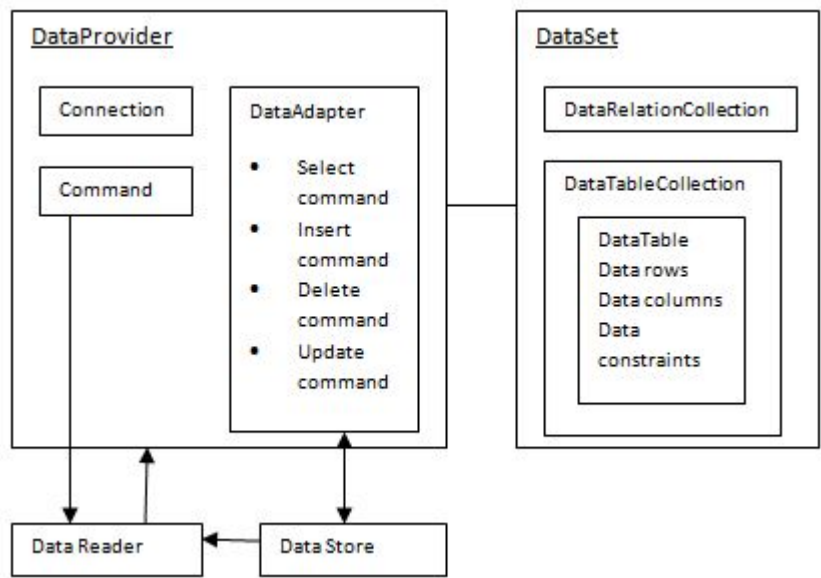 DataProvider
Connection
Command
DataAdapter
• Select
command
• Insert
command
• Delete
command
• Update
command
DataSet
DataRelationCollection
DataTableCollection
DataTable
Data rows
Data columns
Data
constraints
Data Reader
Data Store